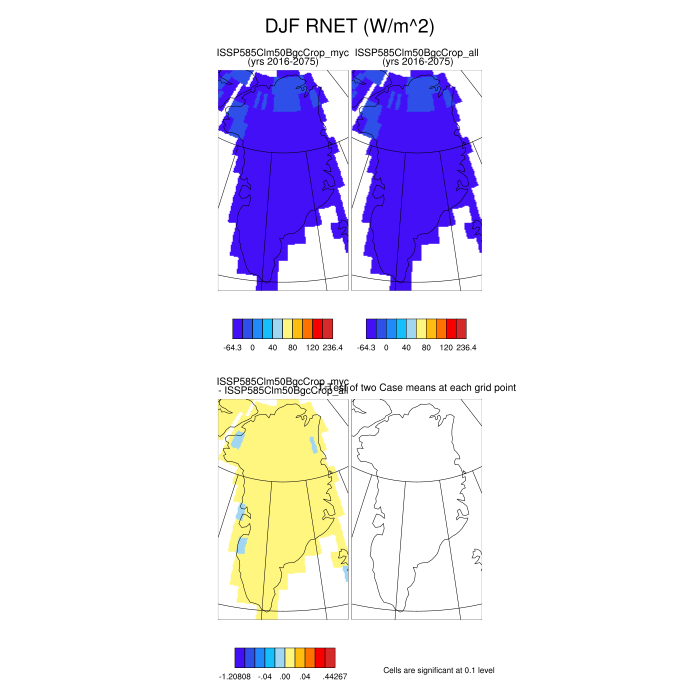 DJF RNET (W/m^2)
ISSP585Clm50BgcCrop_myc
(yrs 2016-2075)
ISSP585Clm50BgcCrop_all
(yrs 2016-2075)
-64.3 0 40 80 120 236.4
-64.3 0 40 80 120 236.4
ISSP585Clm50BgcCrop_myc
- ISSP585Clm50BgcCrop_all
T-Test of two Case means at each grid point
-1.20808 -.04 .00 .04 .44267
Cells are significant at 0.1 level